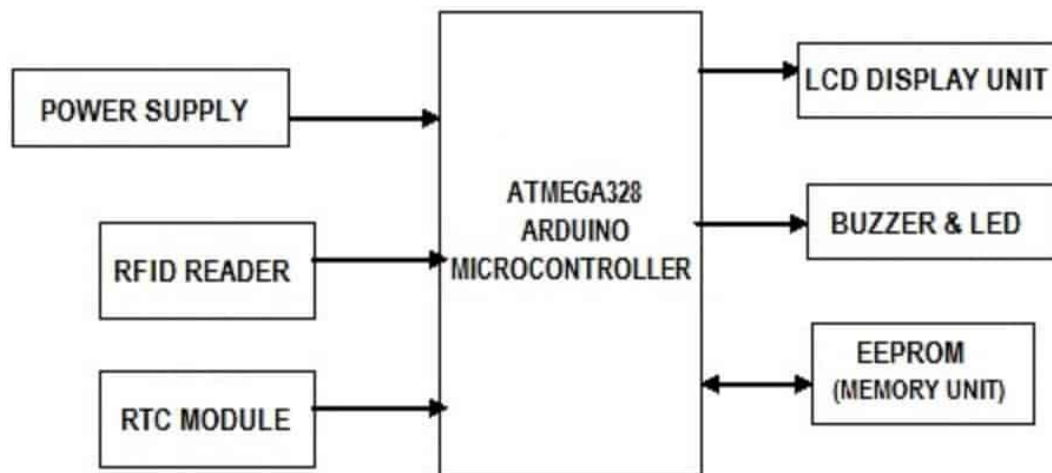 POWER SUPPLY
RFID READER
RTC MODULE
ATMEGA328
ARDUINO
MICROCONTROLLER
LCD DISPLAY UNIT
BUZZER & LED
EEPROM
(MEMORY UNIT)